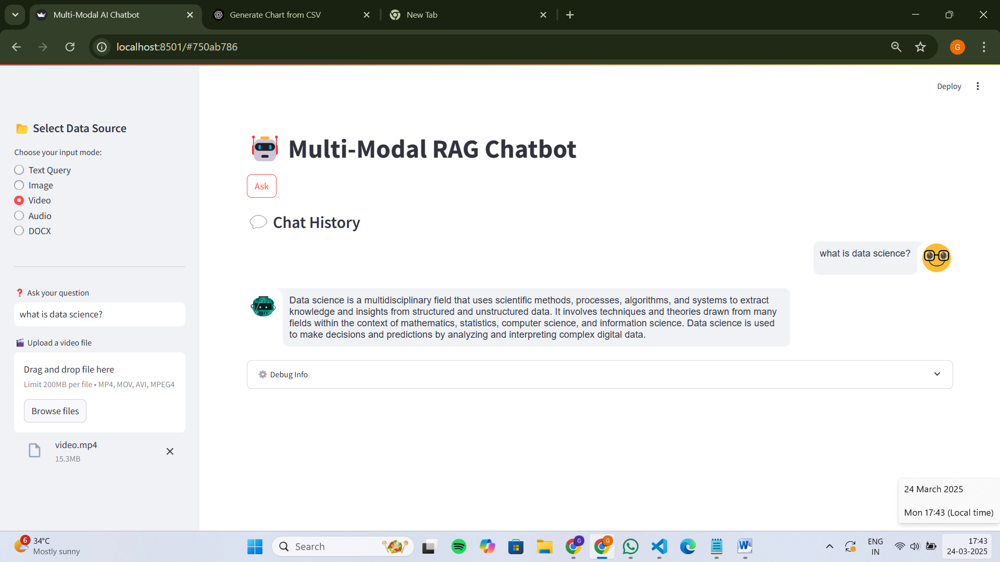 Multi-Modal AI Chatbot
Generate Chart from CSV
New Tab
localhost:8501/#750ab786
G
Deploy
Select Data Source
Choose your input mode:
Text Query
Image
Video
Audio
DOCX
❓ Ask your question
what is data science?
Upload a video file
Drag and drop file here
Limit 200MB per file • MP4, MOV, AVI, MPEG4
Browse files
video.mp4
15.3MB
Multi-Modal RAG Chatbot
Ask
Chat History
what is data science?
Data science is a multidisciplinary field that uses scientific methods, processes, algorithms, and systems to extract
knowledge and insights from structured and unstructured data. It involves techniques and theories drawn from many
fields within the context of mathematics, statistics, computer science, and information science. Data science is used
to make decisions and predictions by analyzing and interpreting complex digital data.
Debug Info
24 March 2025
Mon 17:43 (Local time)
6
34°C
Mostly sunny
Search
G
G
W
ENG
IN
17:43
24-03-2025